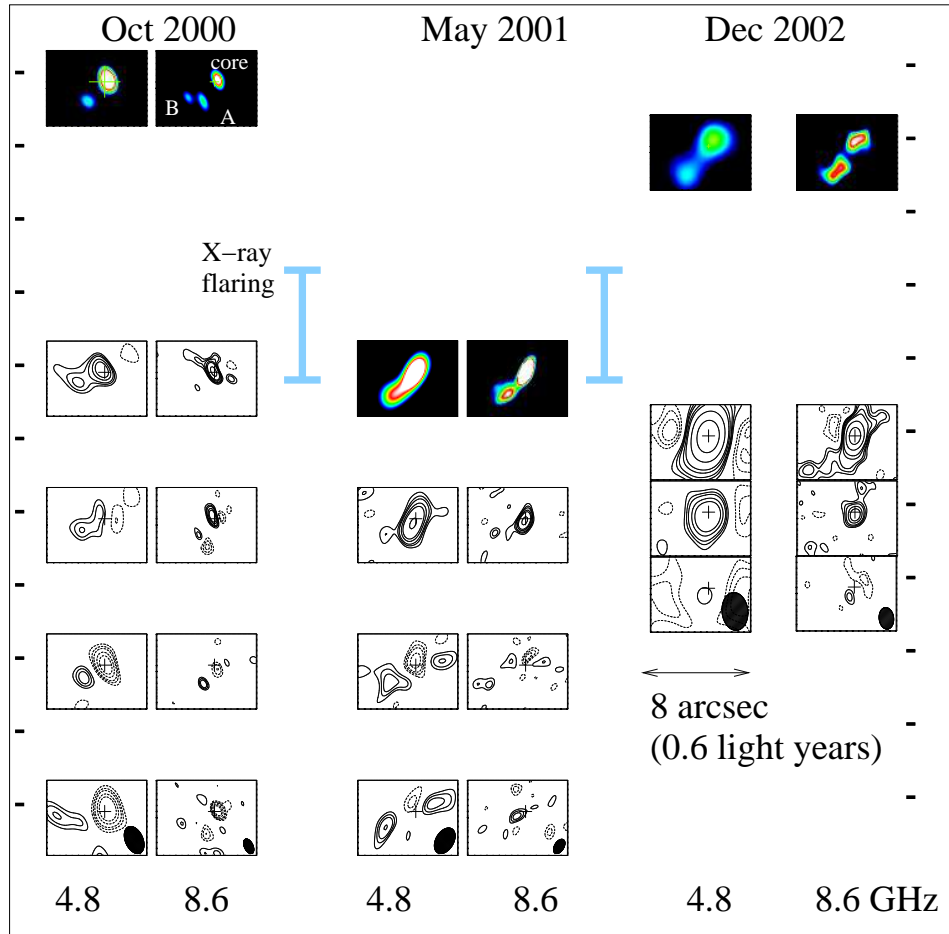 Oct 2000
May 2001
Dec 2002
core
B
A
X−ray
flaring
8 arcsec
(0.6 light years)
4.8
8.6
4.8
8.6
4.8
8.6 GHz